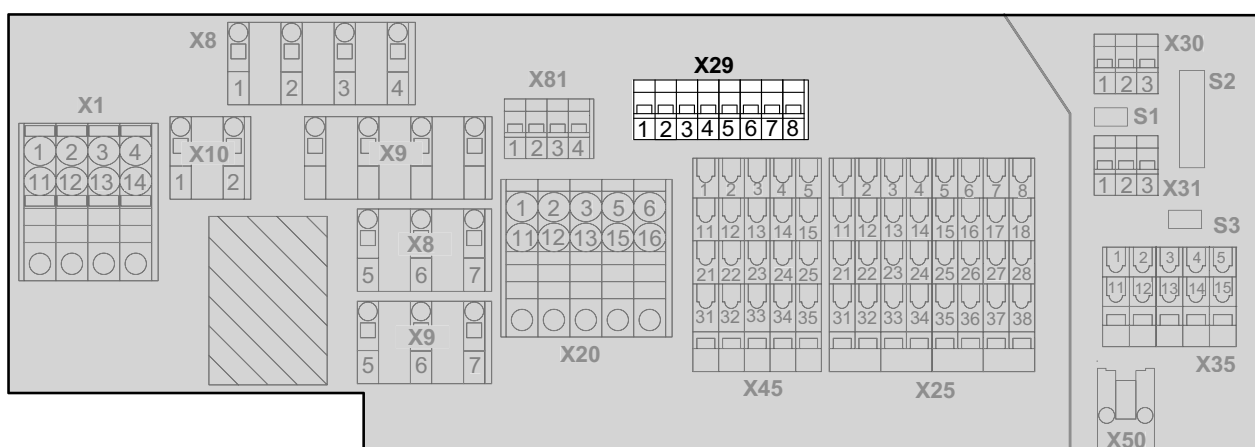 X8
1 2 3 4
X1
1 2 3 4
11 12 13 14
X10
1 2
X9
X8
5 6 7
X9
5 6 7
X81
1 2 3 4
X29
1 2 3 4 5 6 7 8
1 2 3 5 6
11 12 13 15 16
X20
1 2 3 4 5
11 12 13 14 15
21 22 23 24 25
31 32 33 34 35
X45
1 2 3 4 5 6 7 8
11 12 13 14 15 16 17 18
21 22 23 24 25 26 27 28
31 32 33 34 35 36 37 38
X25
X30
1 2 3
S2
S1
1 2 3
X31
S3
1 2 3 4 5
11 12 13 14 15
X35
X50